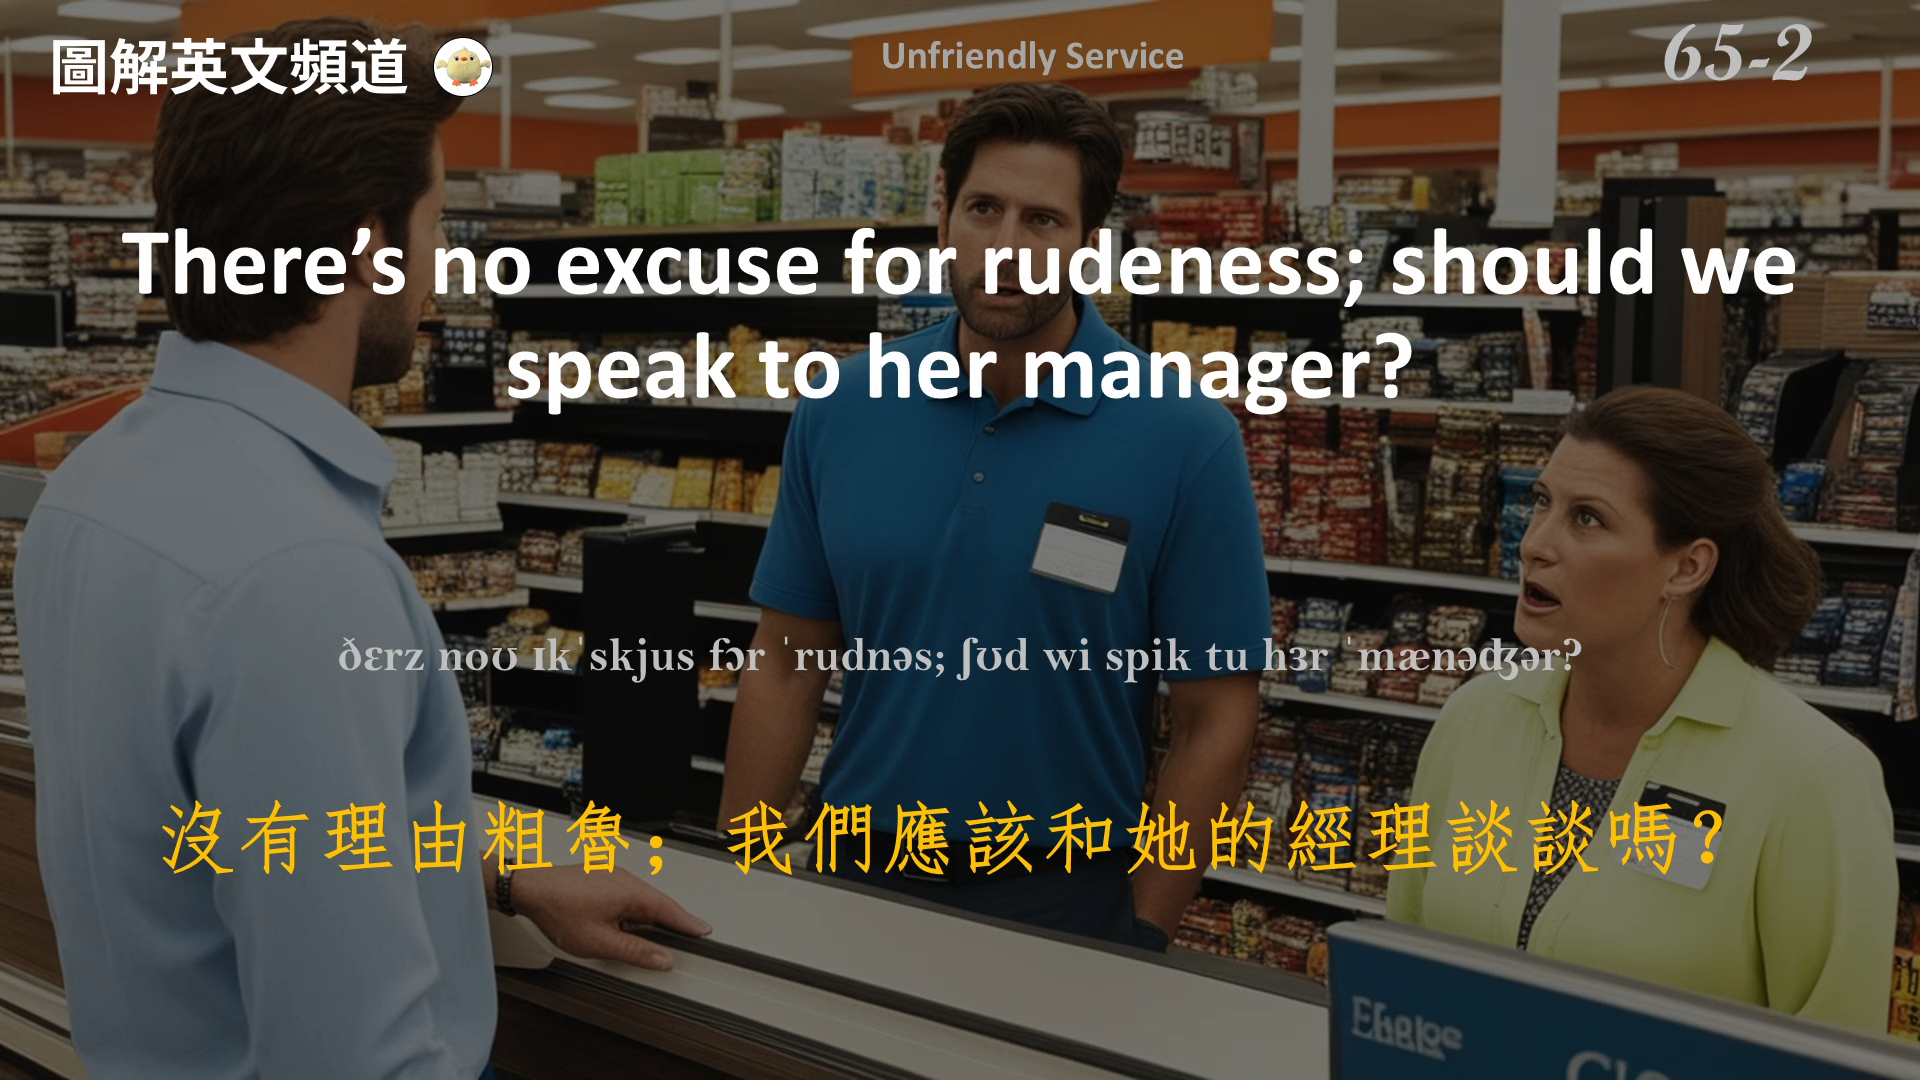 圖解英文頻道
Unfriendly Service
65-2
There’s no excuse for rudeness; should we
speak to her manager?
ðɛrz noʊ ɪkˈskjus fɔr ˈrudnəs; ʃʊd wi spik tu hɜr ˈmænəʤər?
沒有理由粗魯；我們應該和她的經理談談嗎？